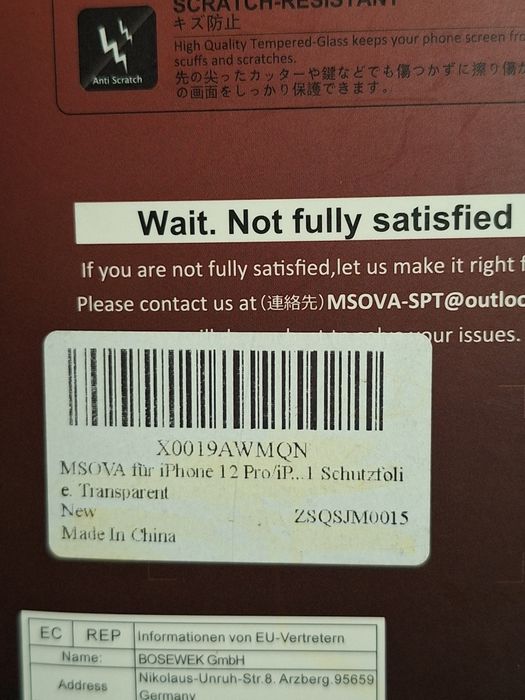 SCRATCH-RESISTANT
キズ防止
High Quality Tempered-Glass keeps your phone screen
scuffs and scratches.
先の尖ったカッターや鍵などでも傷つかずに擦り傷
の画面をしっかり保護できます。
Anti Scratch
Wait. Not fully satisfied
If you are not fully satisfied,let us make it right
Please contact us at(連絡先)MSOVA-SPT@outloo
your issues.
X0019AWMQN
MSOVA für iPhone 12 Pro/iP...1 Schutzfoli
e. Transparent
New ZSQSJM0015
Made In China
EC REP Informationen von EU-Vertretern
Name: BOSEWEK GmbH
Address Nikolaus-Unruh-Str.8. Arzberg.95659
Germany